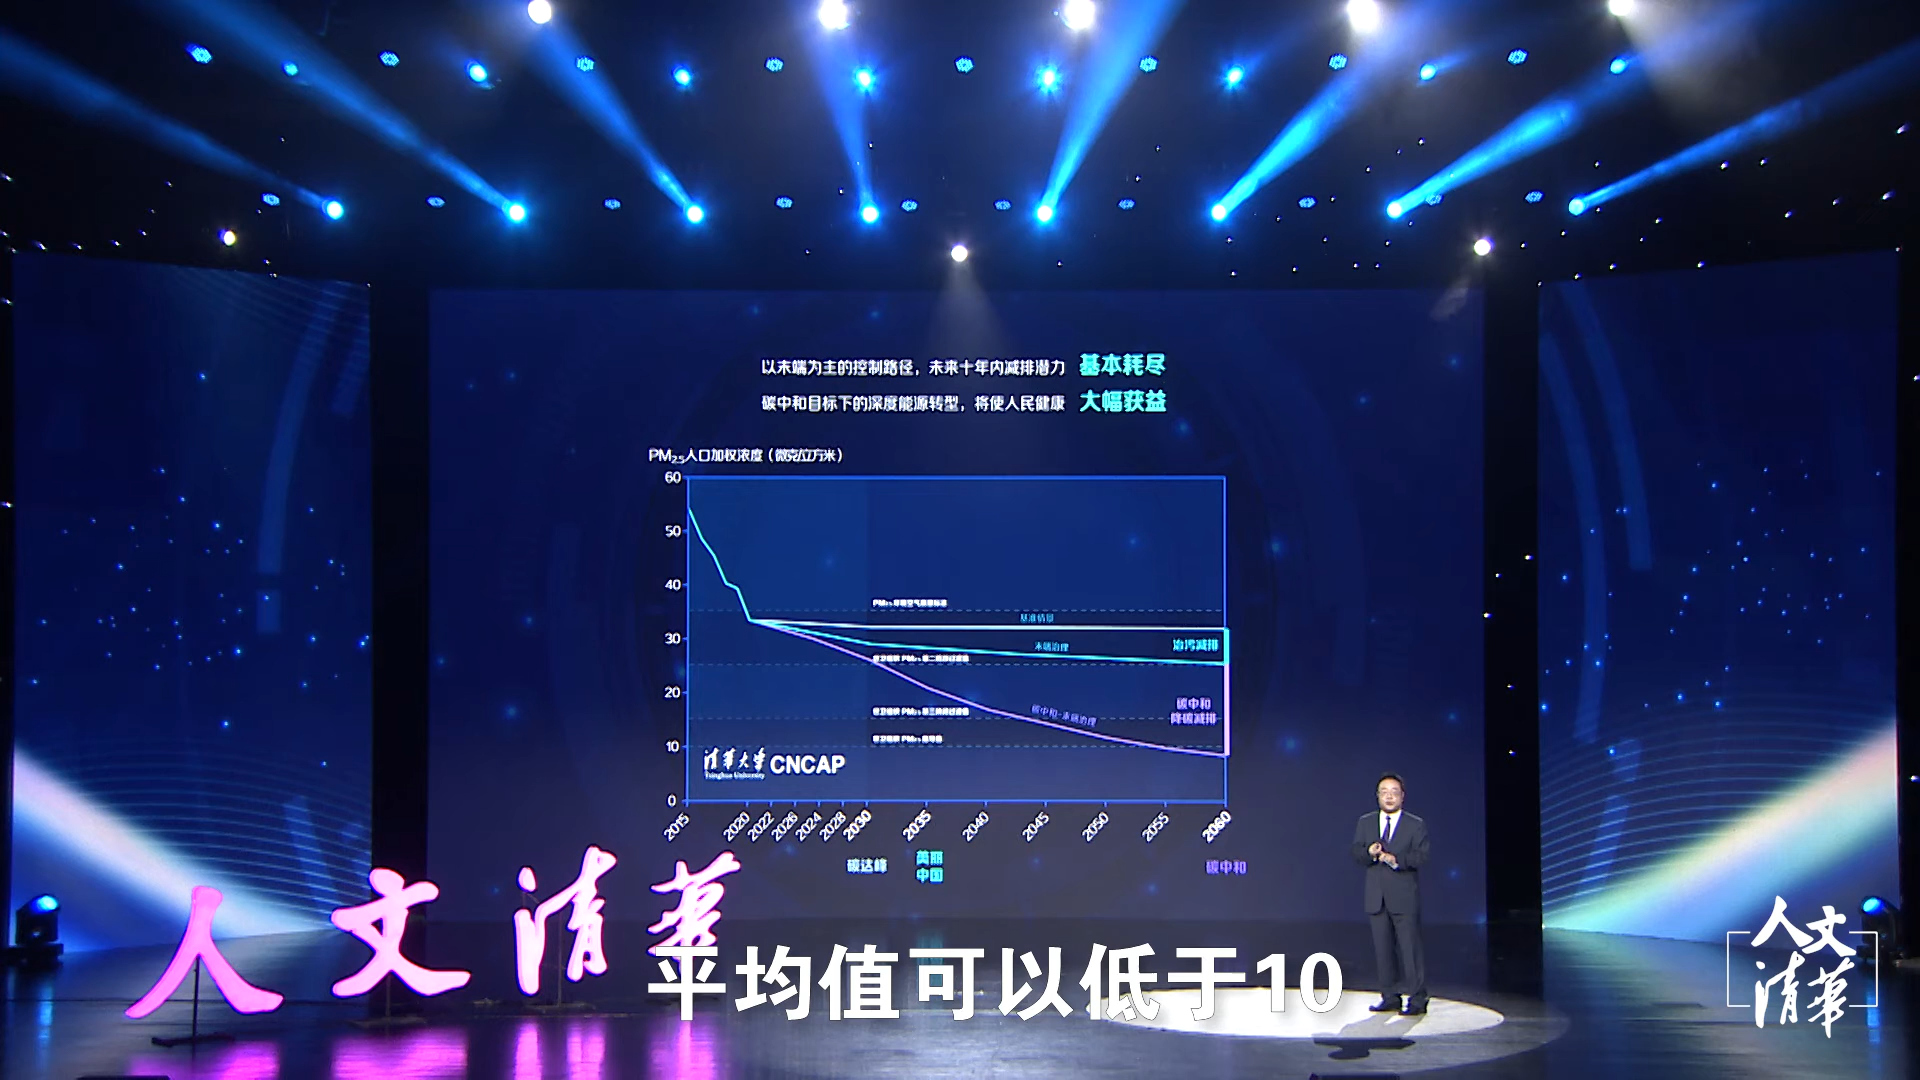 以末端为主的控制路径，未来十年内减排潜力 基本耗尽
碳中和目标下的深度能源转型，将使人民健康 大幅获益
PM2.5人口加权浓度（微克/立方米）
60
50
40
30
20
10
0
基准情景
末端治理
治污减排
碳中和-末端治理
碳中和
降碳减排
清華大学
Tsinghua University
CNCAP
2015
2020
2022
2026
2024
2028
2030
2035
2040
2045
2050
2055
2060
碳达峰
美丽
中国
碳中和
人文清華
平均值可以低于10
人文
清華